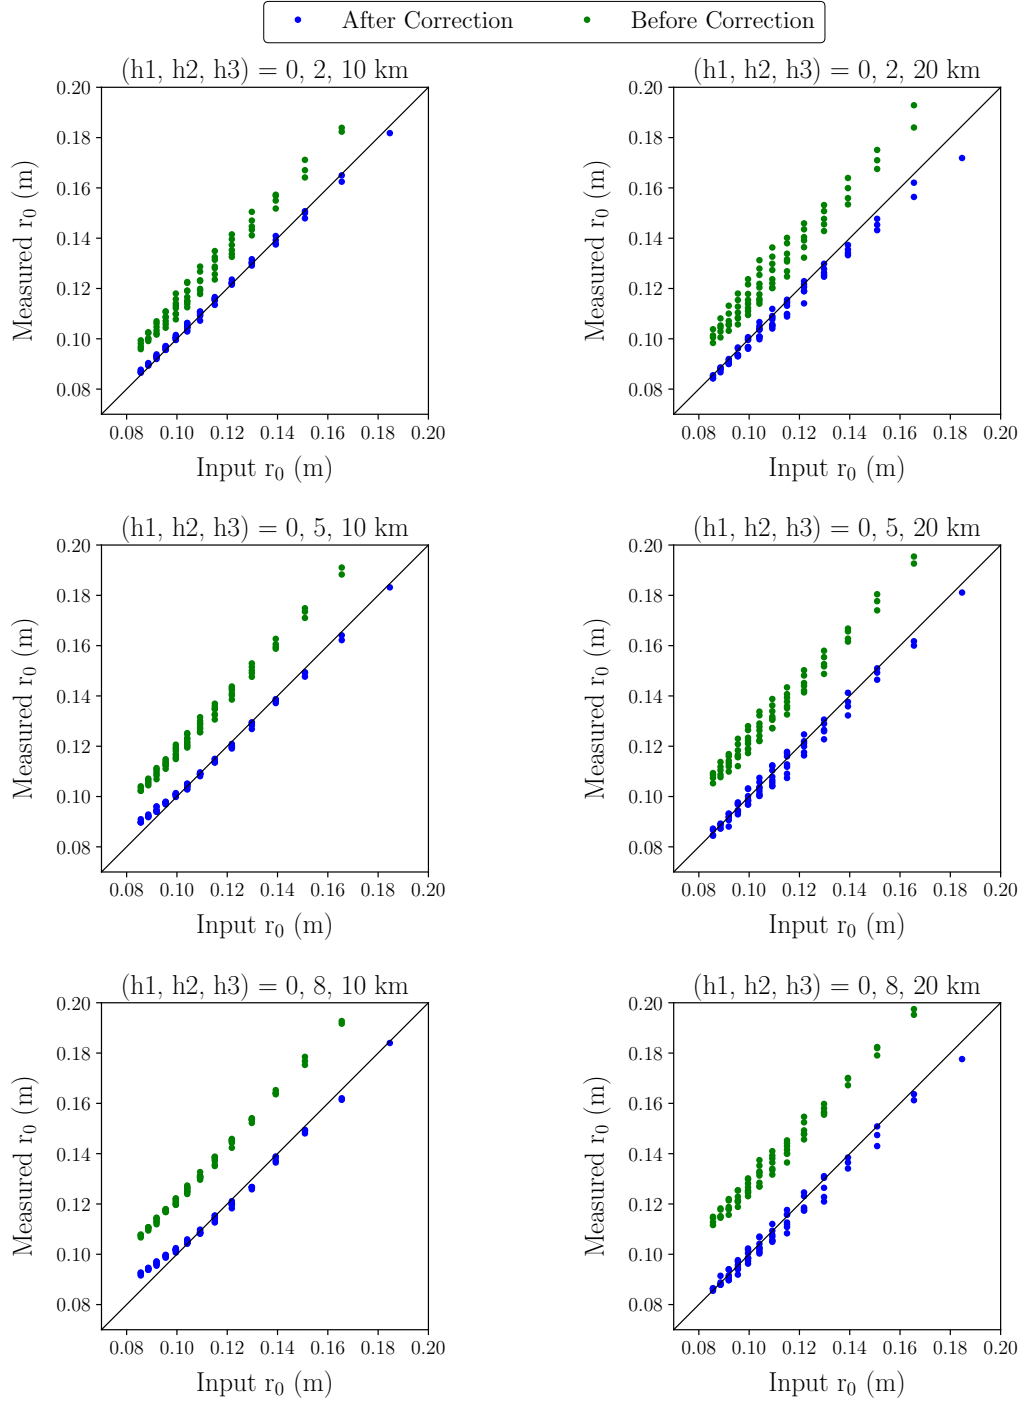 After Correction Before Correction
(h1, h2, h3) = 0, 2, 10 km
0.20
0.18
0.16
0.14
0.12
0.10
0.08
Measured r₀ (m)
0.08 0.10 0.12 0.14 0.16 0.18 0.20
Input r₀ (m)
(h1, h2, h3) = 0, 2, 20 km
0.20
0.18
0.16
0.14
0.12
0.10
0.08
Measured r₀ (m)
0.08 0.10 0.12 0.14 0.16 0.18 0.20
Input r₀ (m)
(h1, h2, h3) = 0, 5, 10 km
0.20
0.18
0.16
0.14
0.12
0.10
0.08
Measured r₀ (m)
0.08 0.10 0.12 0.14 0.16 0.18 0.20
Input r₀ (m)
(h1, h2, h3) = 0, 5, 20 km
0.20
0.18
0.16
0.14
0.12
0.10
0.08
Measured r₀ (m)
0.08 0.10 0.12 0.14 0.16 0.18 0.20
Input r₀ (m)
(h1, h2, h3) = 0, 8, 10 km
0.20
0.18
0.16
0.14
0.12
0.10
0.08
Measured r₀ (m)
0.08 0.10 0.12 0.14 0.16 0.18 0.20
Input r₀ (m)
(h1, h2, h3) = 0, 8, 20 km
0.20
0.18
0.16
0.14
0.12
0.10
0.08
Measured r₀ (m)
0.08 0.10 0.12 0.14 0.16 0.18 0.20
Input r₀ (m)